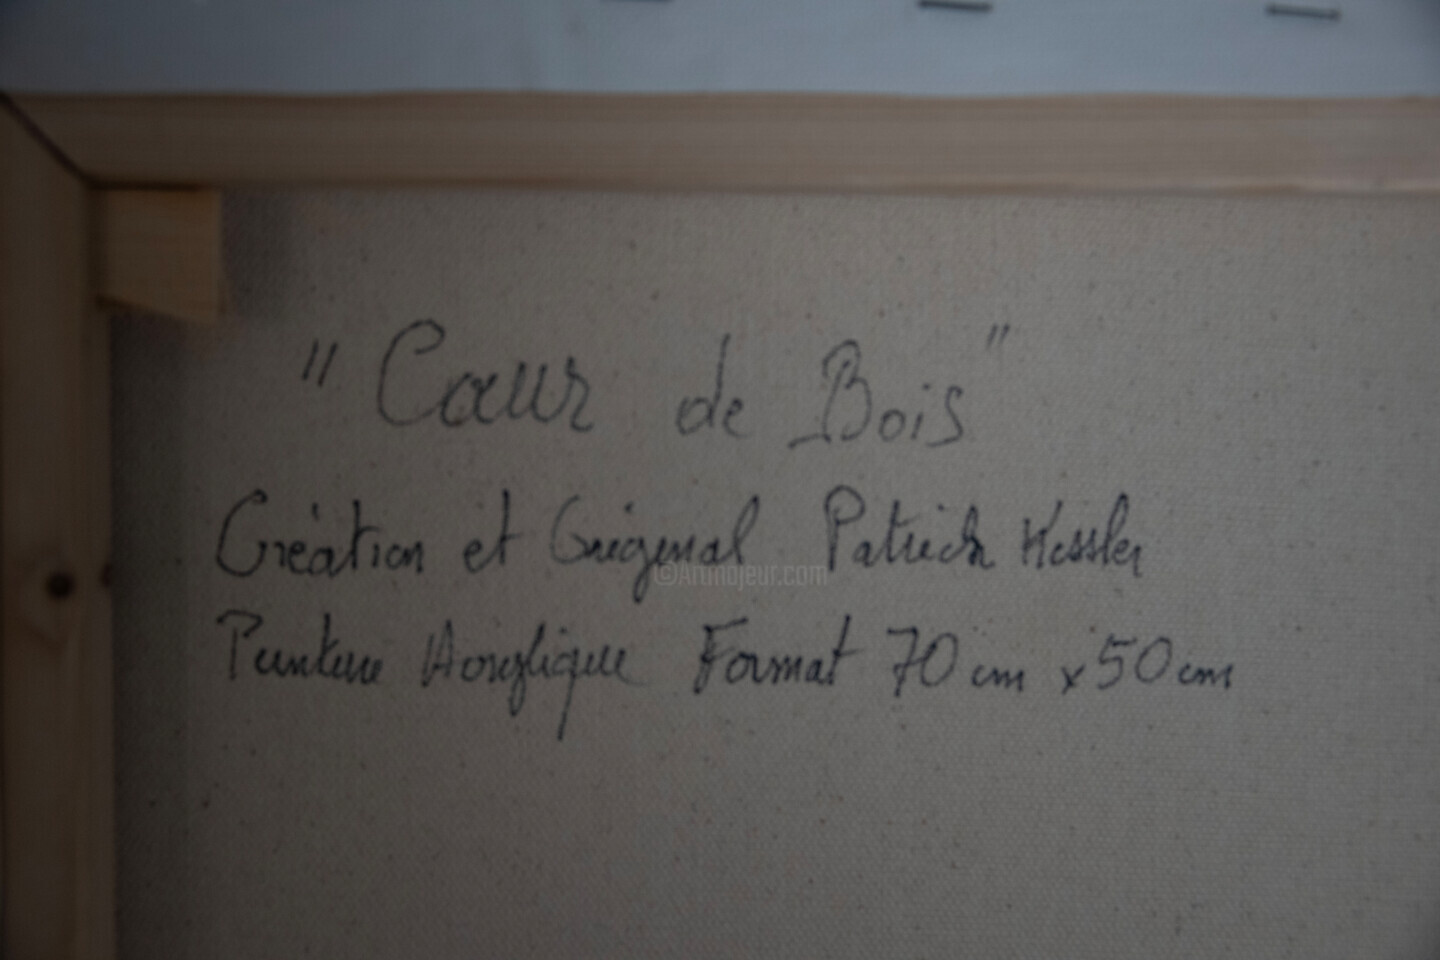 "Cœur de Bois"
Création et Original Patrick Kessler
©Artmajeur.com
Peinture Acrylique Format 70 cm x 50 cm